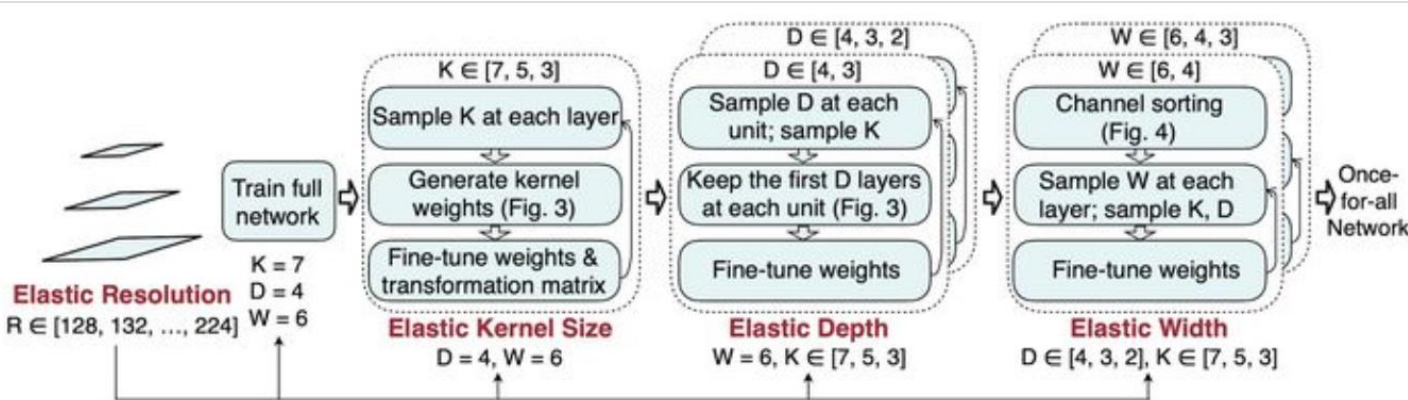 Elastic Resolution
R ∈ [128, 132, ..., 224]
Train full
network
K = 7
D = 4
W = 6
K ∈ [7, 5, 3]
Sample K at each layer
Generate kernel
weights (Fig. 3)
Fine-tune weights &
transformation matrix
Elastic Kernel Size
D = 4, W = 6
D ∈ [4, 3, 2]
D ∈ [4, 3]
Sample D at each
unit; sample K
Keep the first D layers
at each unit (Fig. 3)
Fine-tune weights
Elastic Depth
W = 6, K ∈ [7, 5, 3]
W ∈ [6, 4, 3]
W ∈ [6, 4]
Channel sorting
(Fig. 4)
Sample W at each
layer; sample K, D
Fine-tune weights
Elastic Width
D ∈ [4, 3, 2], K ∈ [7, 5, 3]
Once-
for-all
Network